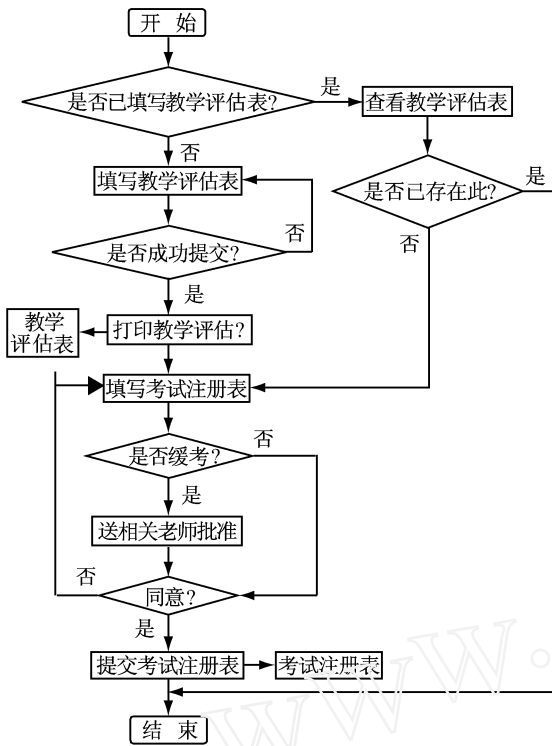 开 始
是否已填写教学评估表?
是
查看教学评估表
否
填写教学评估表
是否已存在此?
是
否
是否成功提交?
否
是
教学
评估表
打印教学评估?
填写考试注册表
否
是否缓考?
是
送相关老师批准
否
同意?
是
提交考试注册表
考试注册表
结 束
www.